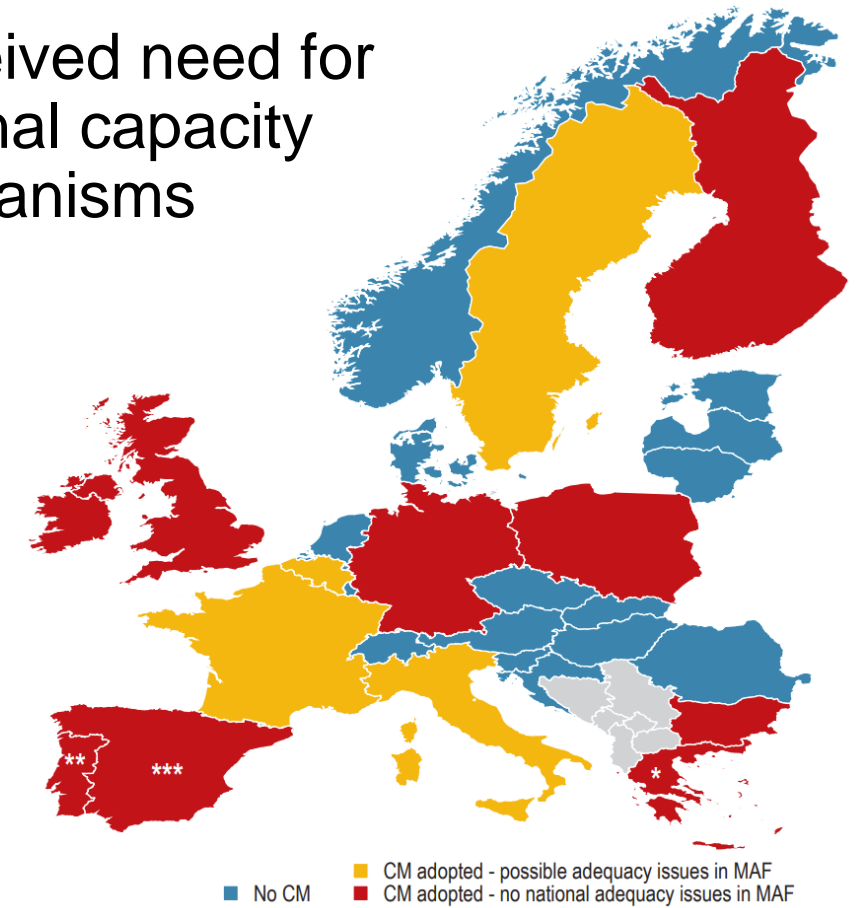 eived need for
nal capacity
anisms
**
***
*
CM adopted - possible adequacy issues in MAF
No CM
CM adopted - no national adequacy issues in MAF